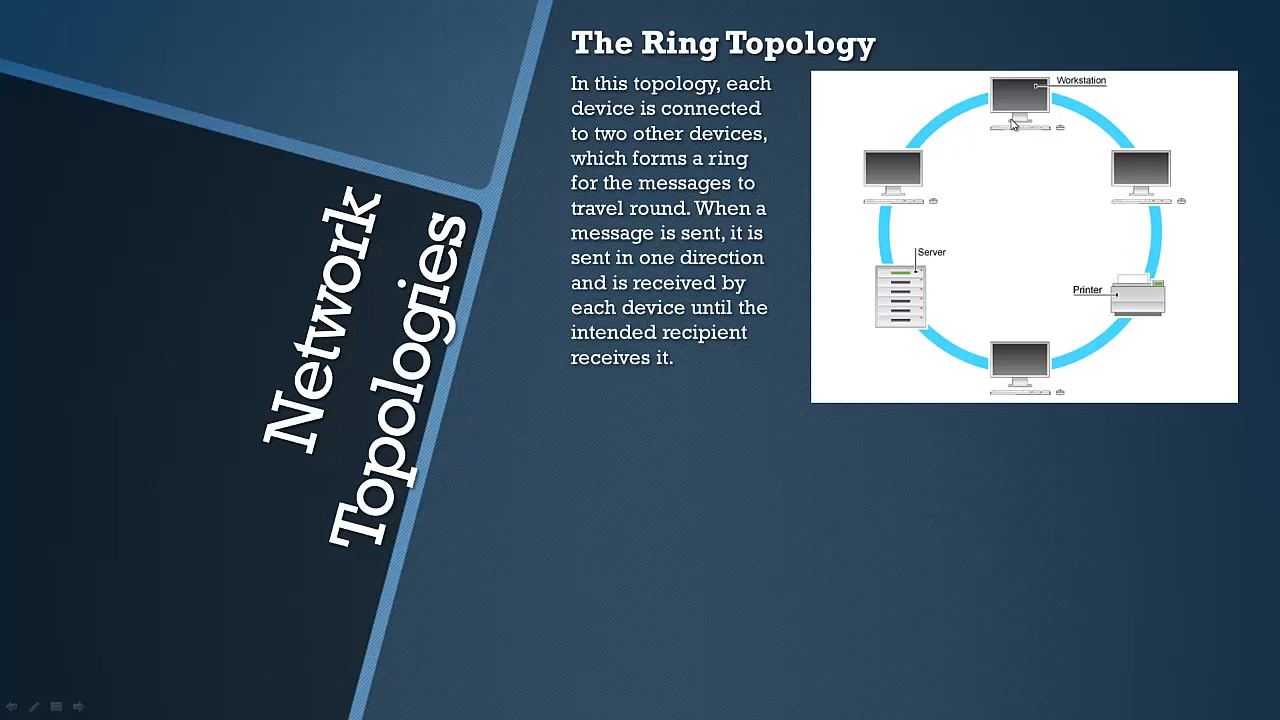 Network
Topologies
The Ring Topology
In this topology, each
device is connected
to two other devices,
which forms a ring
for the messages to
travel round. When a
message is sent, it is
sent in one direction
and is received by
each device until the
intended recipient
receives it.
Workstation
Server
Printer